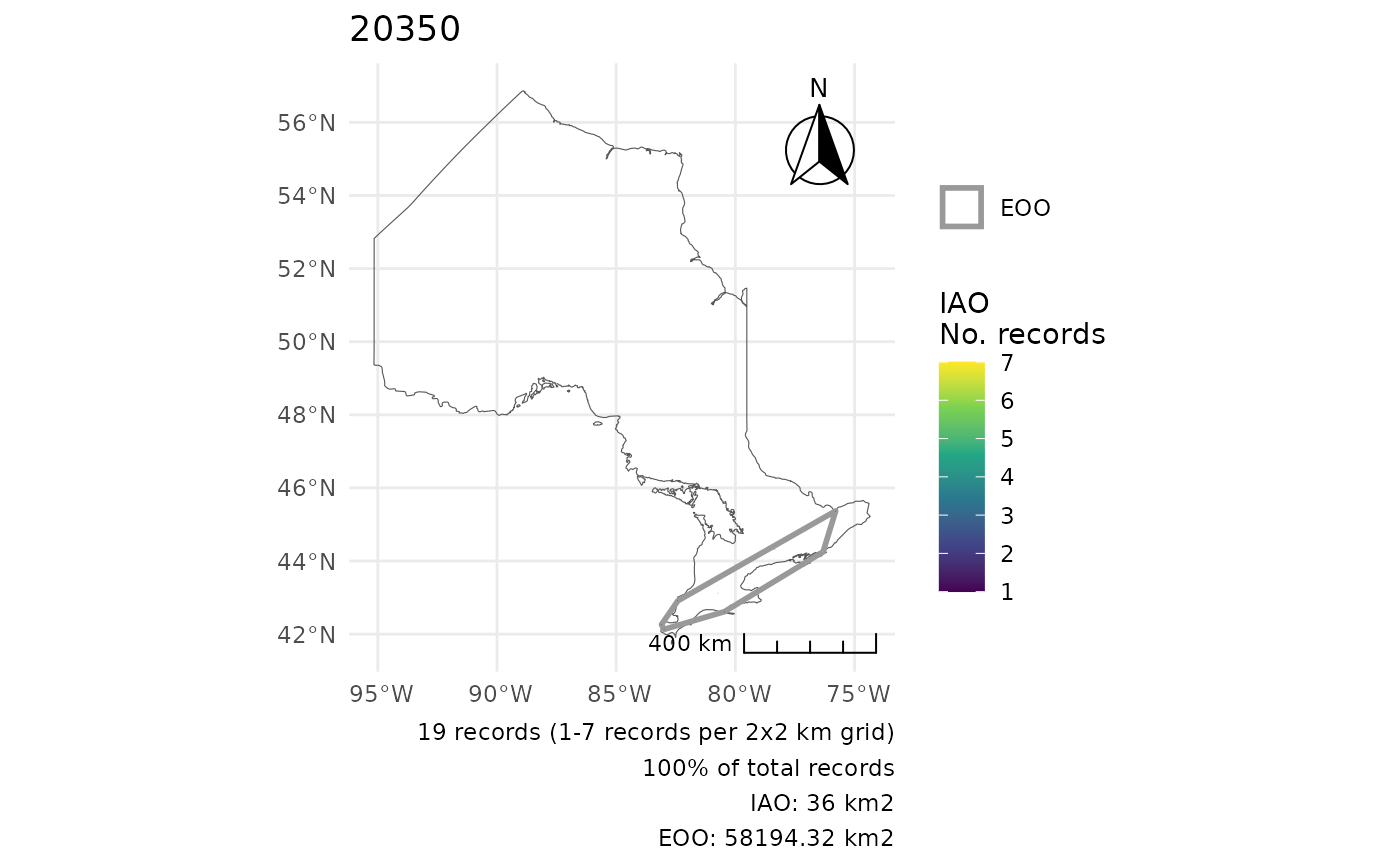 20350
N
56°N
54°N
52°N
50°N
48°N
46°N
44°N
42°N
400 km
95°W
90°W
85°W
80°W
75°W
EOO
IAO
No. records
7
6
5
4
3
2
1
19 records (1-7 records per 2x2 km grid)
100% of total records
IAO: 36 km2
EOO: 58194.32 km2